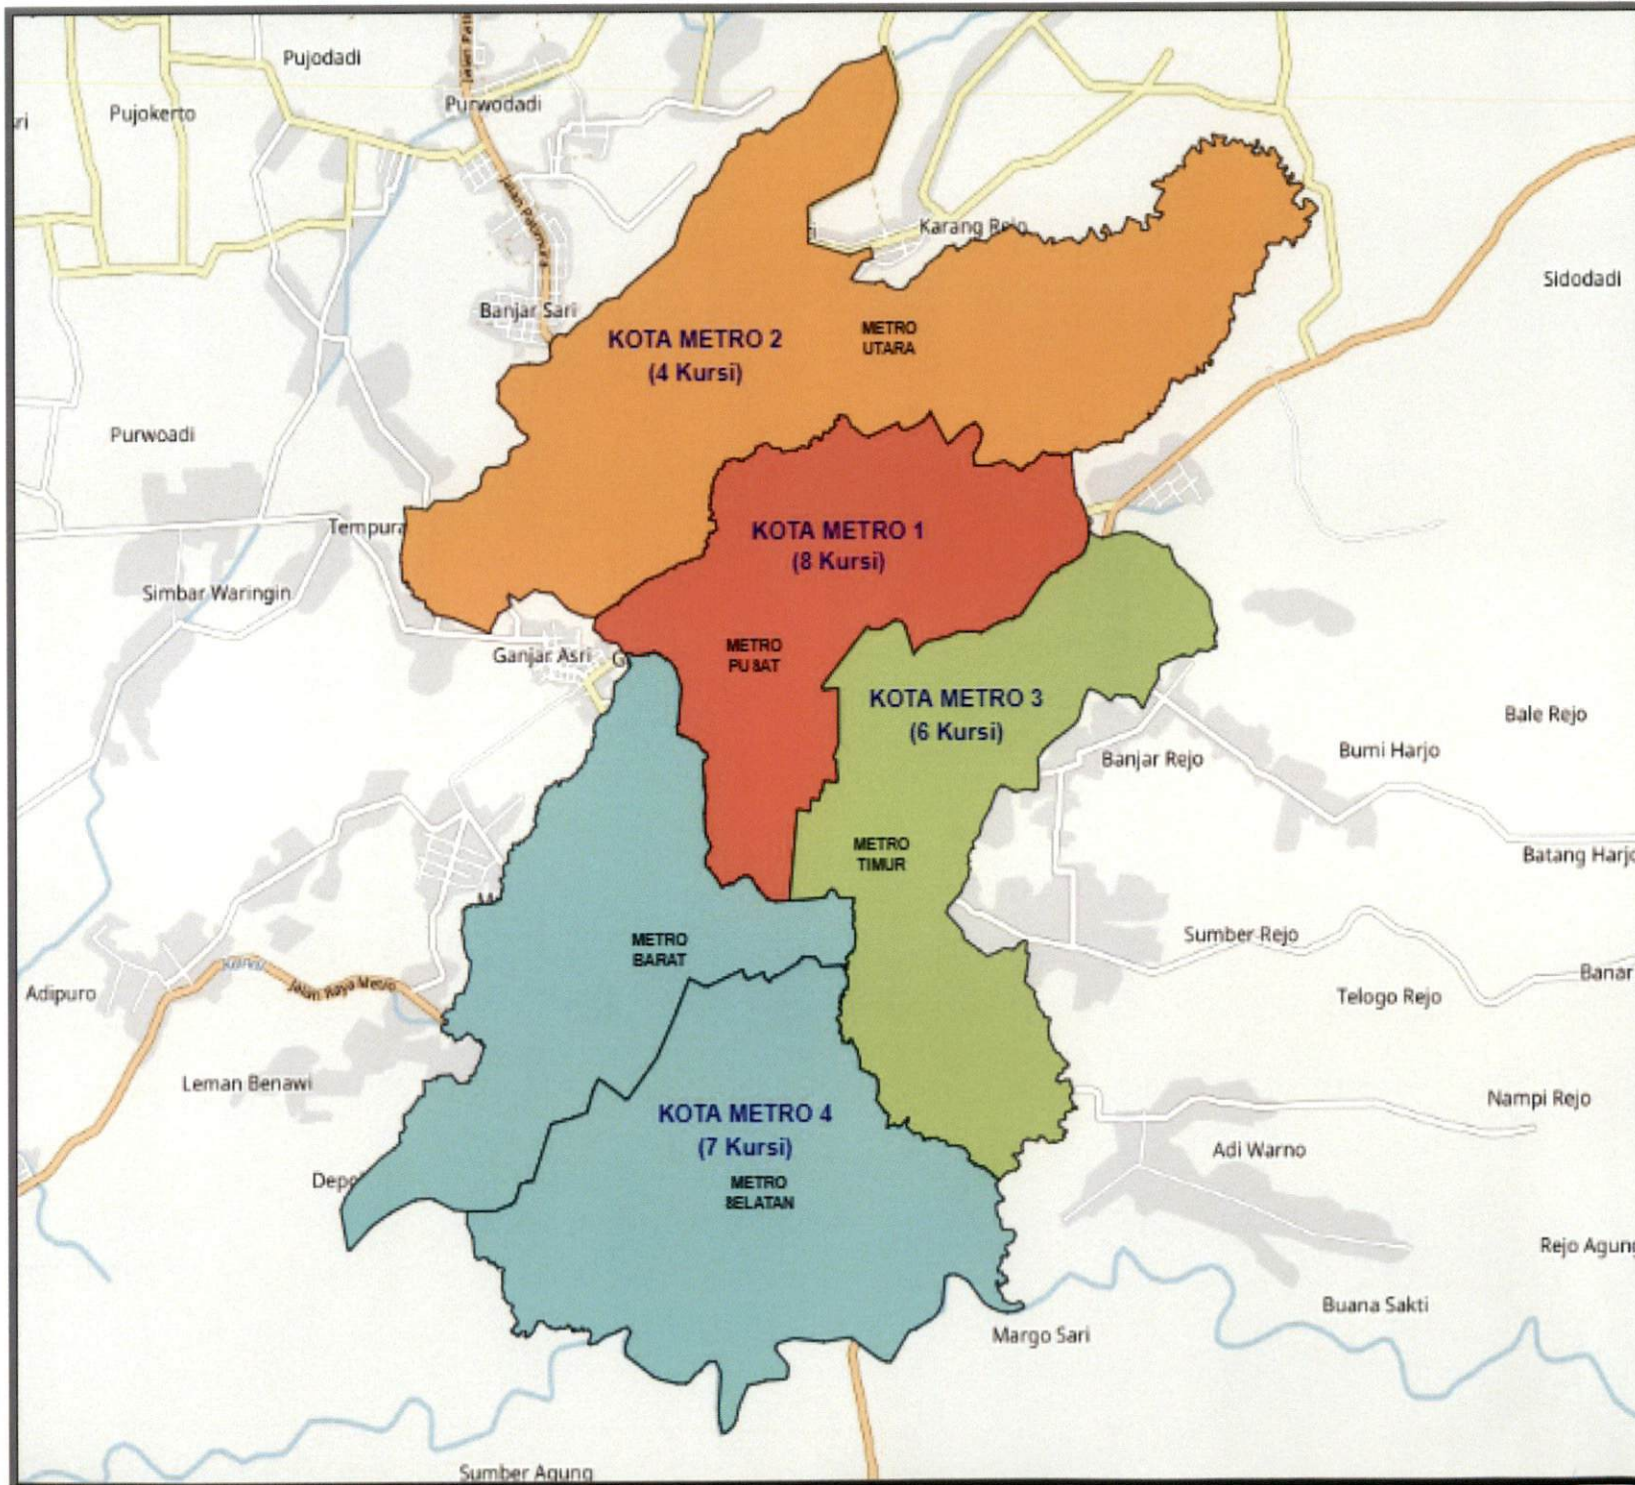 Pujodadi
Pujokerto
Purwodadi
Karang Rejo
Sidodadi
Banjar Sari
KOTA METRO 2
(4 Kursi)
METRO
UTARA
Purwoadi
Tempura
KOTA METRO 1
(8 Kursi)
Simbar Waringin
Ganjar Asri
G
METRO
PUSAT
KOTA METRO 3
(6 Kursi)
Bale Rejo
Bumi Harjo
Banjar Rejo
METRO
TIMUR
Batang Harjo
METRO
BARAT
Sumber Rejo
Banar
Adipuro
Jalan Raya Metro
Telogo Rejo
Leman Benawi
Nampi Rejo
KOTA METRO 4
(7 Kursi)
Adi Warno
METRO
SELATAN
Rejo Agung
Buana Sakti
Margo Sari
Sumber Agung